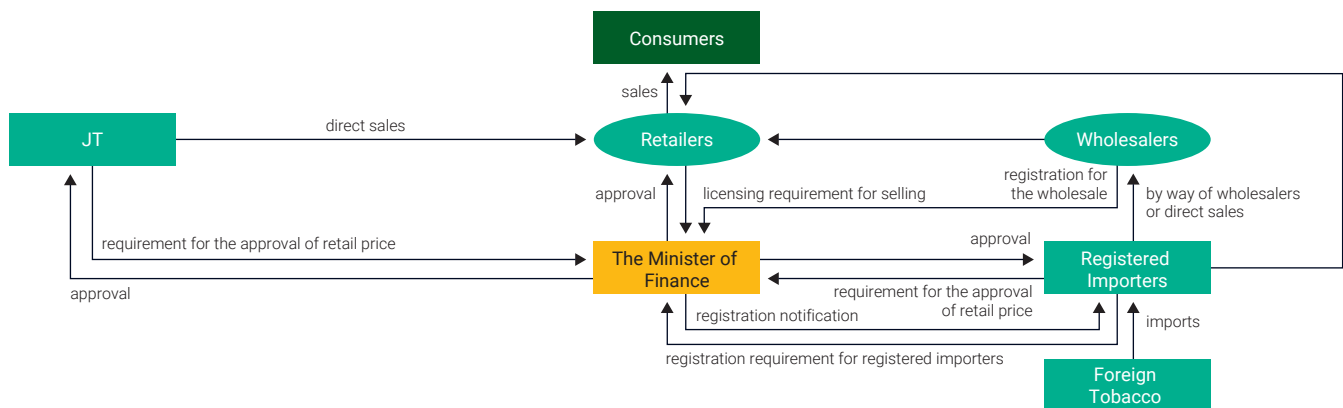 Consumers
sales
JT
direct sales
Retailers
Wholesalers
approval
licensing requirement for selling
registration for
the wholesale
by way of wholesalers
or direct sales
requirement for the approval of retail price
approval
The Minister of
Finance
approval
Registered
Importers
requirement for the approval
of retail price
registration notification
imports
registration requirement for registered importers
Foreign
Tobacco